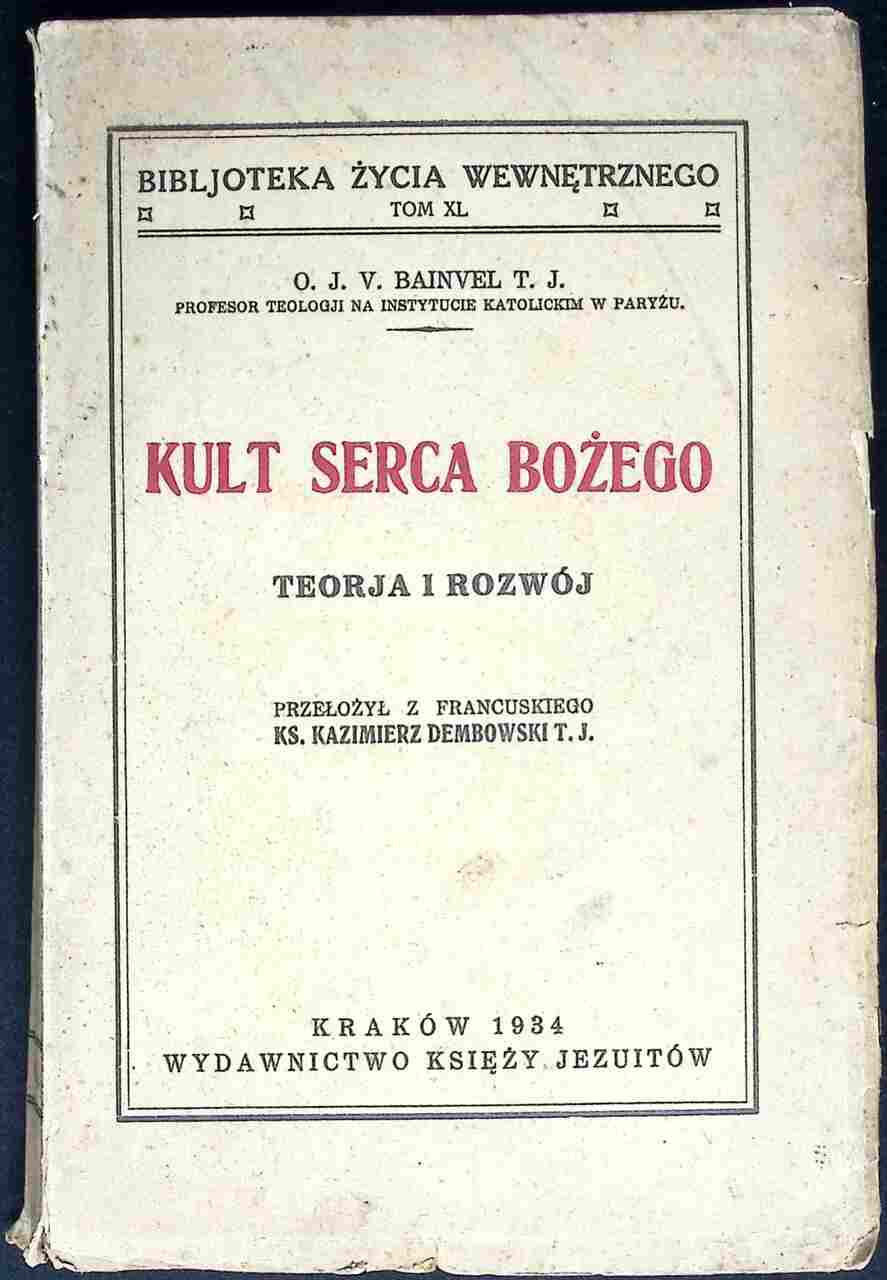 BIBLJOTEKA ŻYCIA WEWNĘTRZNEGO
TOM XL
O. J. V. BAINVEL T. J.
PROFESOR TEOLOGJI NA INSTYTUCIE KATOLICKIM W PARYŻU.
KULT SERCA BOŻEGO
TEORJA I ROZWÓJ
PRZEŁOŻYŁ Z FRANCUSKIEGO
KS. KAZIMIERZ DEMBOWSKI T. J.
KRAKÓW 1934
WYDAWNICTWO KSIĘŻY JEZUITÓW